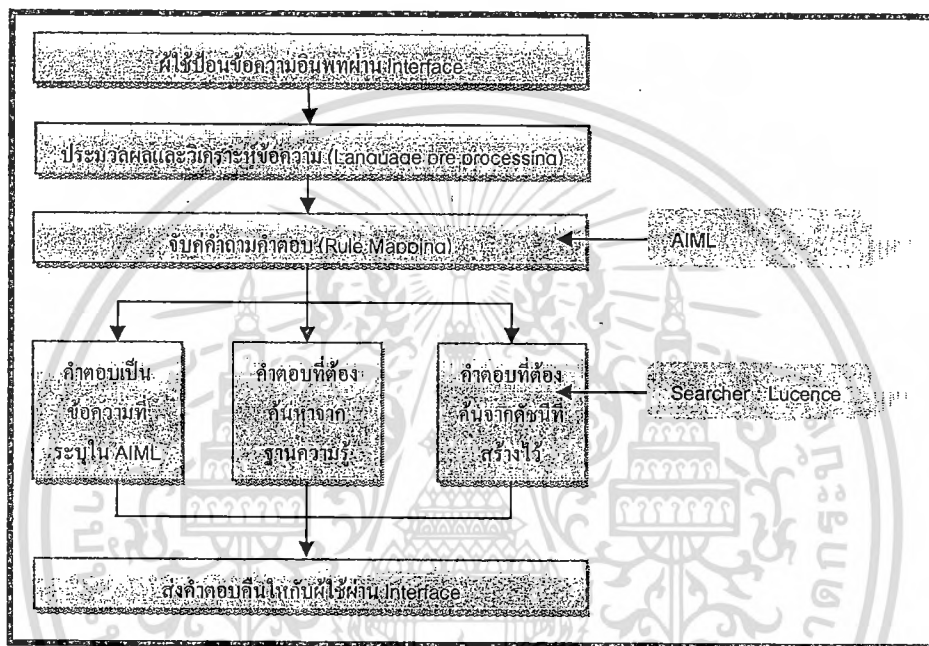 ผู้ใช้ป้อนข้อความอินพุทผ่าน Interface
ประมวลผลและวิเคราะห์ข้อความ (Language pre processing)
จับคู่คำถามคำตอบ (Rule Mapping)
AIML
คำตอบเป็น
ข้อความที่
ระบุใน AIML
คำตอบที่ต้อง
ค้นหาจาก
ฐานความรู้
คำตอบที่ต้อง
ค้นจากดัชนีที่
สร้างไว้
Searcher : Lucence
ส่งคำตอบคืนให้กับผู้ใช้ผ่าน Interface